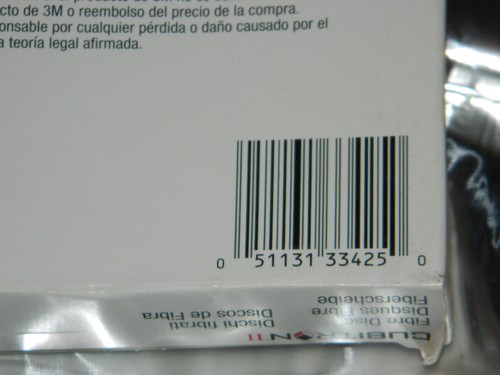 cto de 3M o reembolso del precio de la compra.
onsable por cualquier pérdida o daño causado por el
a teoría legal afirmada.
0 51131 33425 0
CUBITRON II
Fibre Disc
Disques Fibre
Fiberscheibe
Dischi fibrati
Discos de Fibra